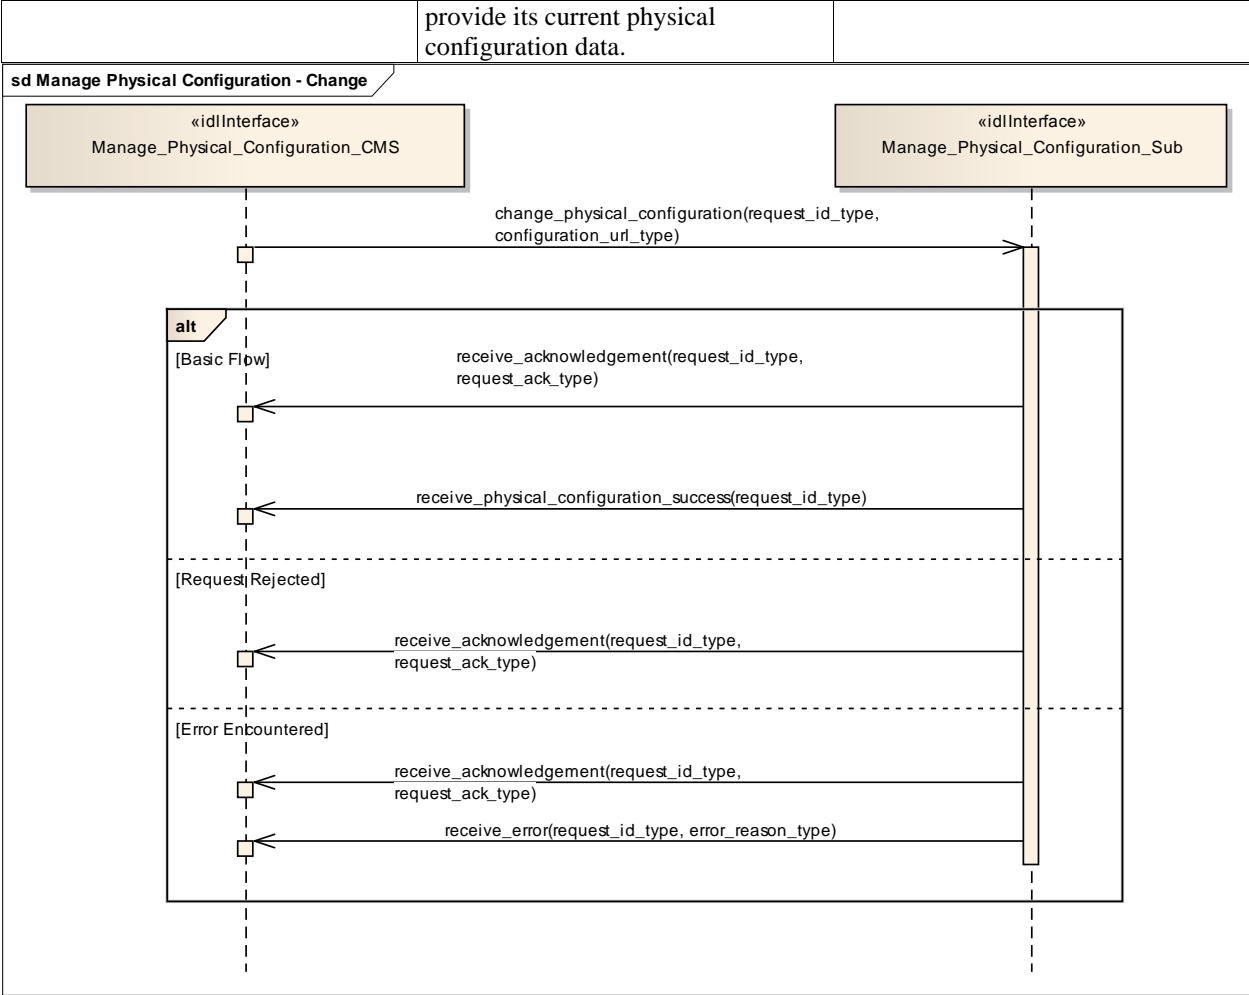 provide its current physical
configuration data.
sd Manage Physical Configuration - Change
«idlInterface»
Manage_Physical_Configuration_CMS
«idlInterface»
Manage_Physical_Configuration_Sub
change_physical_configuration(request_id_type,
configuration_url_type)
alt
[Basic Flow]
receive_acknowledgement(request_id_type,
request_ack_type)
receive_physical_configuration_success(request_id_type)
[Request Rejected]
receive_acknowledgement(request_id_type,
request_ack_type)
[Error Encountered]
receive_acknowledgement(request_id_type,
request_ack_type)
receive_error(request_id_type, error_reason_type)